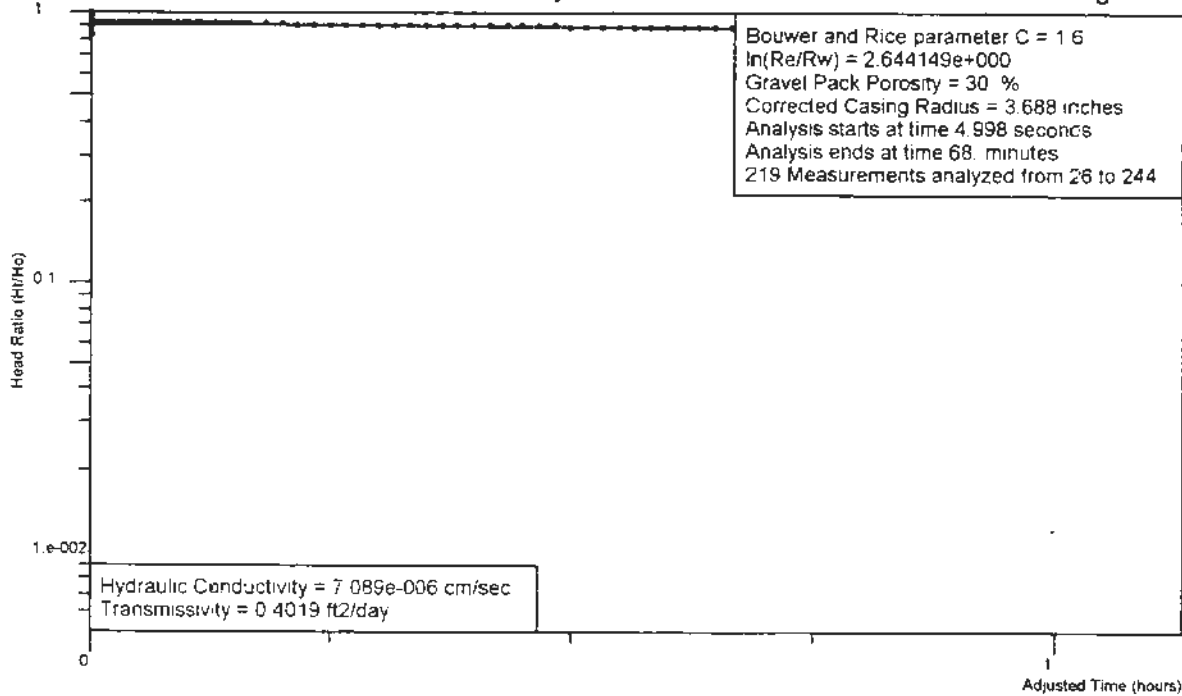 1
Bouwer and Rice parameter C = 1 6
ln(Re/Rw) = 2.644149e+000
Gravel Pack Porosity = 30 %
Corrected Casing Radius = 3.688 inches
Analysis starts at time 4.998 seconds
Analysis ends at time 68. minutes
219 Measurements analyzed from 26 to 244
Head Ratio (Ht/Ho)
0 1
1.e-002
Hydraulic Conductivity = 7 089e-006 cm/sec
Transmissivity = 0 4019 ft2/day
0
1
Adjusted Time (hours)